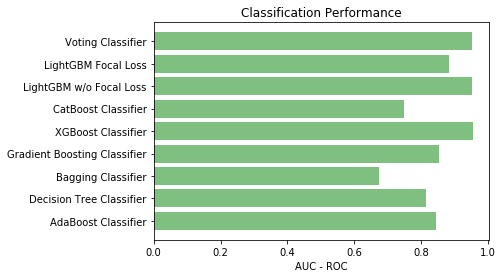 Classification Performance
Voting Classifier
LightGBM Focal Loss
LightGBM w/o Focal Loss
CatBoost Classifier
XGBoost Classifier
Gradient Boosting Classifier
Bagging Classifier
Decision Tree Classifier
AdaBoost Classifier
0.0 0.2 0.4 0.6 0.8 1.0
AUC - ROC